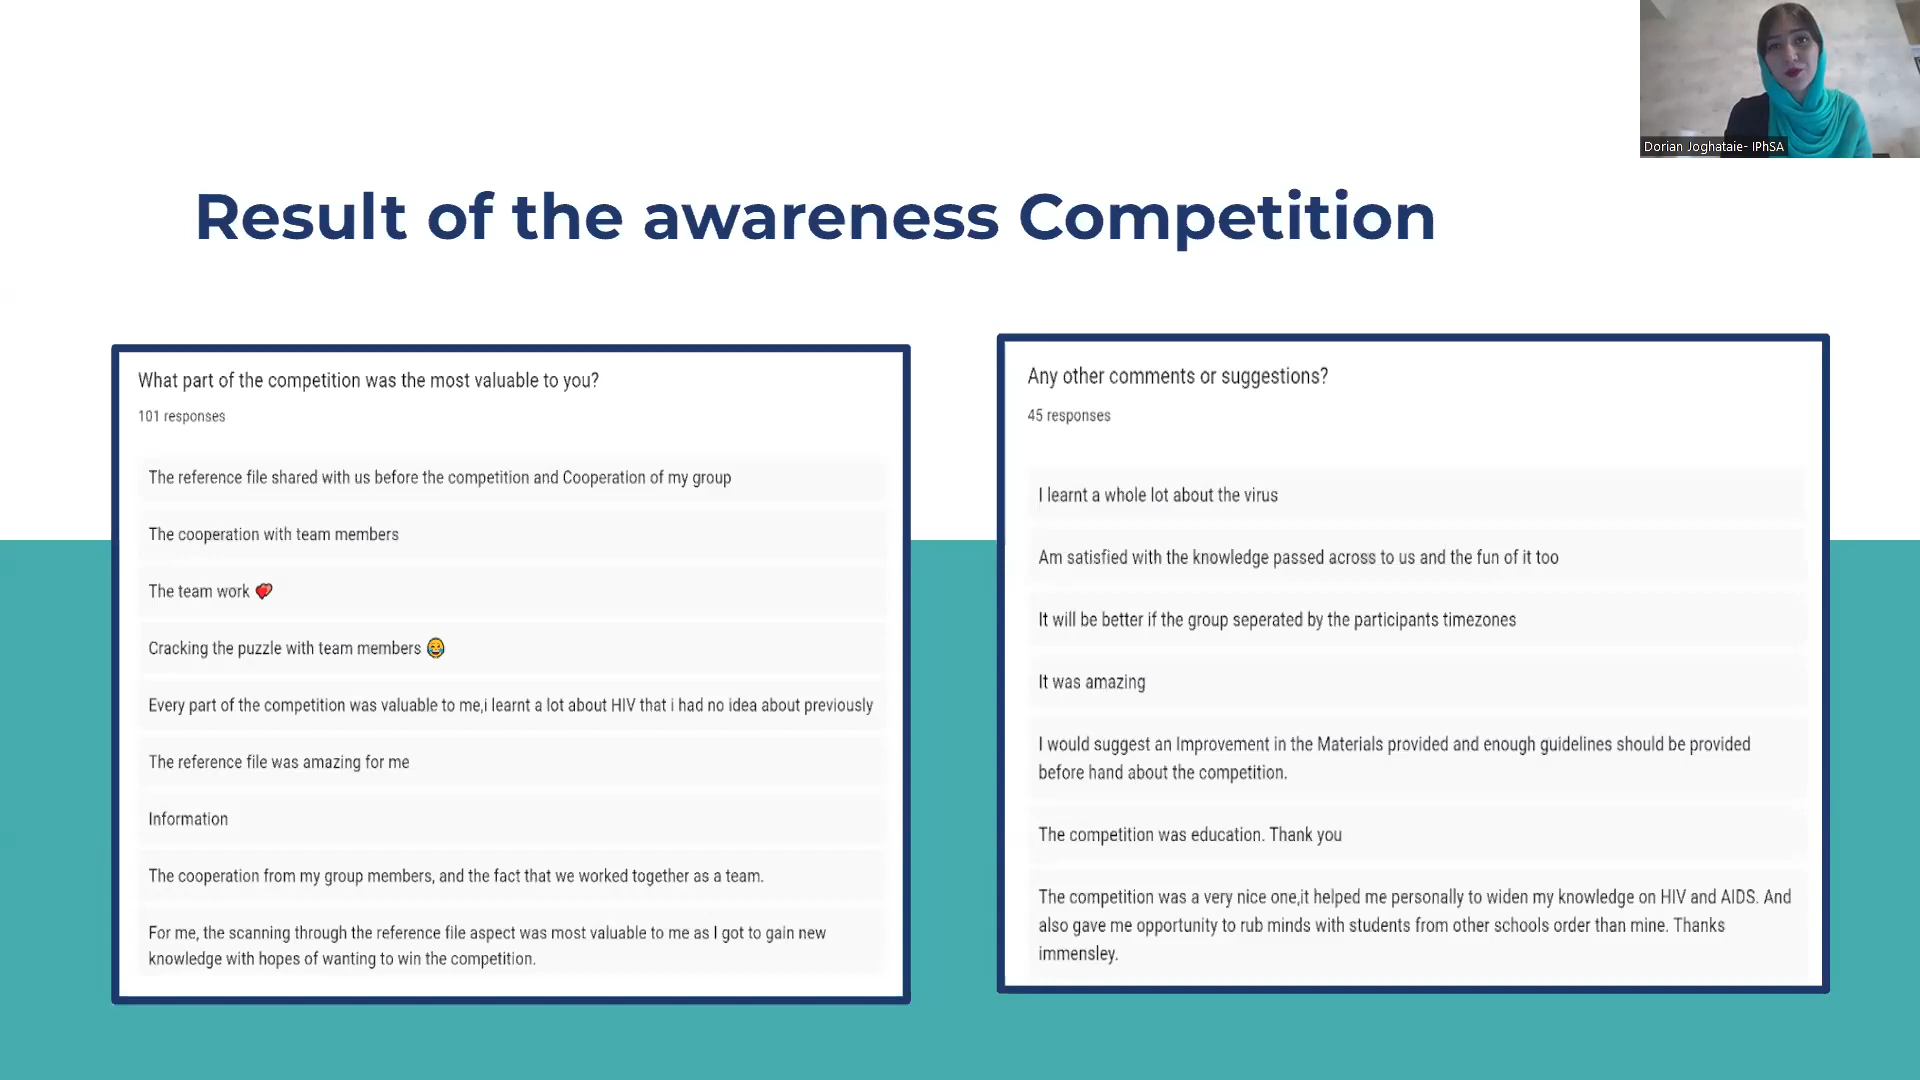 Dorian Joghataie- IPhSA
Result of the awareness Competition
What part of the competition was the most valuable to you?
101 responses
The reference file shared with us before the competition and Cooperation of my group
The cooperation with team members
The team work
Cracking the puzzle with team members 😂
Every part of the competition was valuable to me,i learnt a lot about HIV that i had no idea about previously
The reference file was amazing for me
Information
The cooperation from my group members, and the fact that we worked together as a team.
For me, the scanning through the reference file aspect was most valuable to me as I got to gain new
knowledge with hopes of wanting to win the competition.
Any other comments or suggestions?
45 responses
I learnt a whole lot about the virus
Am satisfied with the knowledge passed across to us and the fun of it too
It will be better if the group seperated by the participants timezones
It was amazing
I would suggest an Improvement in the Materials provided and enough guidelines should be provided
before hand about the competition.
The competition was education. Thank you
The competition was a very nice one,it helped me personally to widen my knowledge on HIV and AIDS. And
also gave me opportunity to rub minds with students from other schools order than mine. Thanks
immensley.